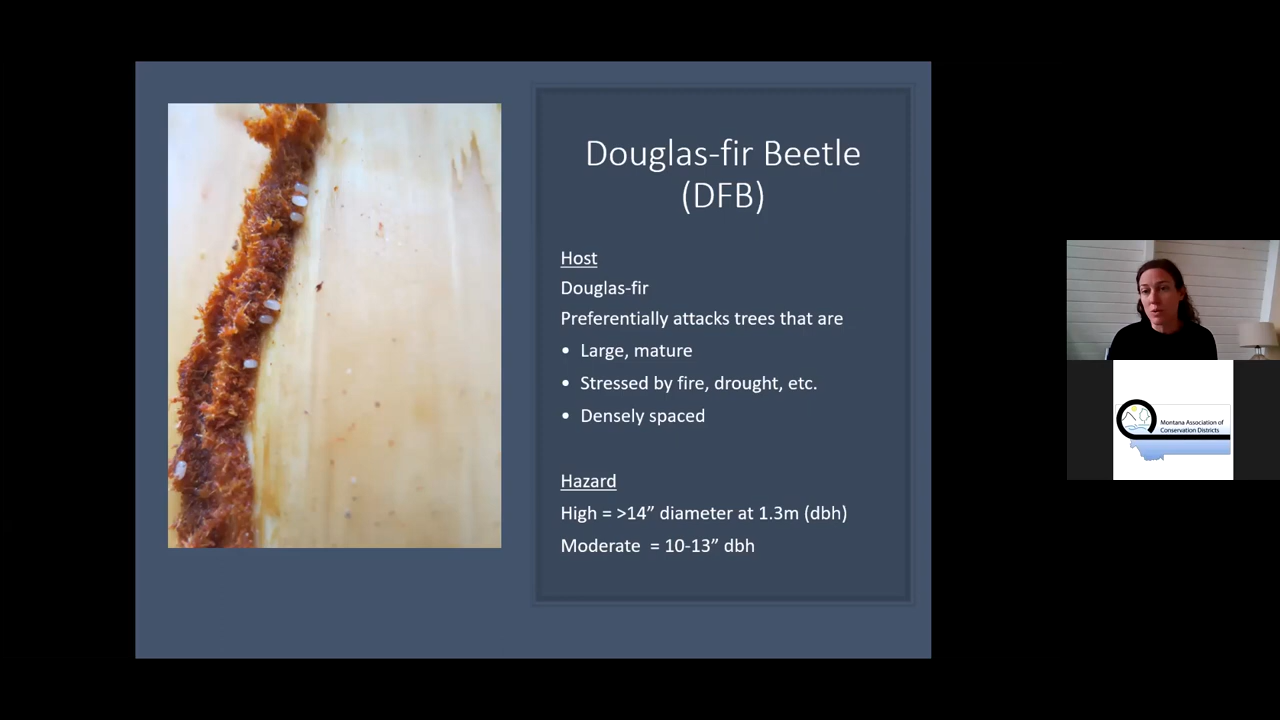 Douglas-fir Beetle
(DFB)
Host
Douglas-fir
Preferentially attacks trees that are
• Large, mature
• Stressed by fire, drought, etc.
• Densely spaced
Hazard
High = >14” diameter at 1.3m (dbh)
Moderate = 10-13” dbh
Montana Association of
Conservation Districts